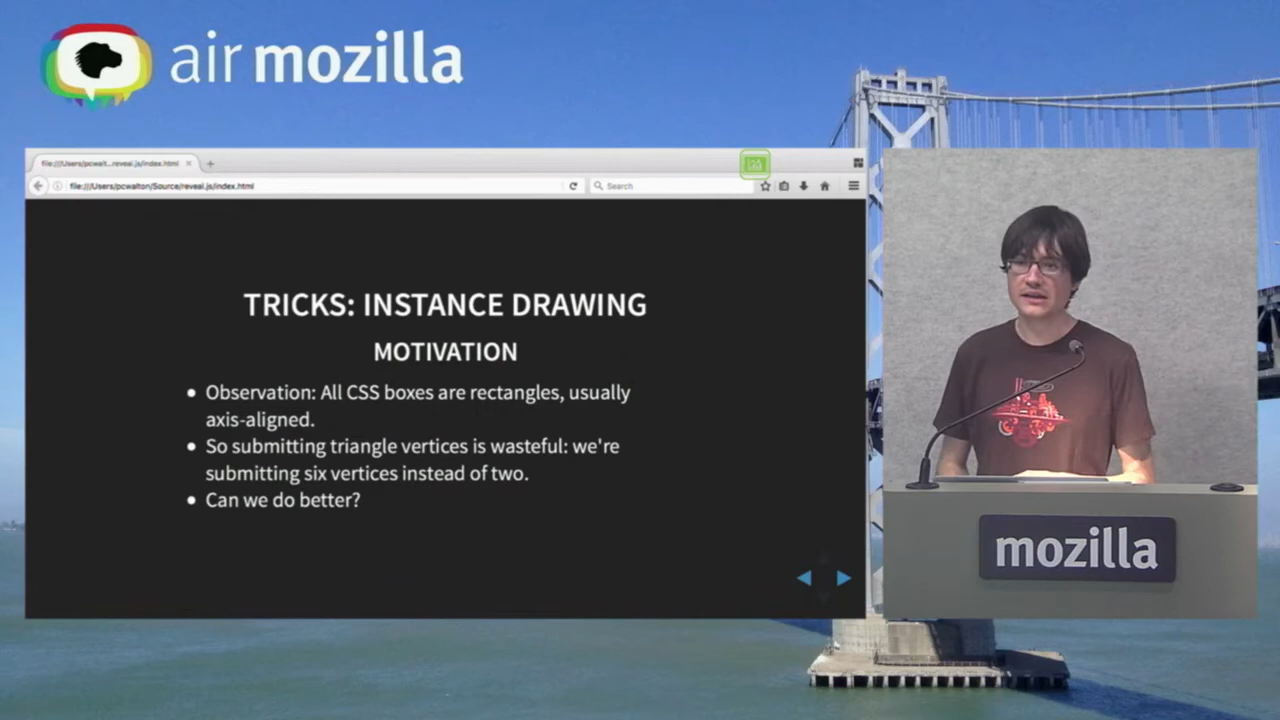 air mozilla
file:///Users/pcwalt...reveal.js/index.html
file:///Users/pcwalton/Source/reveal.js/index.html
Search
TRICKS: INSTANCE DRAWING
MOTIVATION
Observation: All CSS boxes are rectangles, usually
axis-aligned.
So submitting triangle vertices is wasteful: we're
submitting six vertices instead of two.
Can we do better?
mozilla